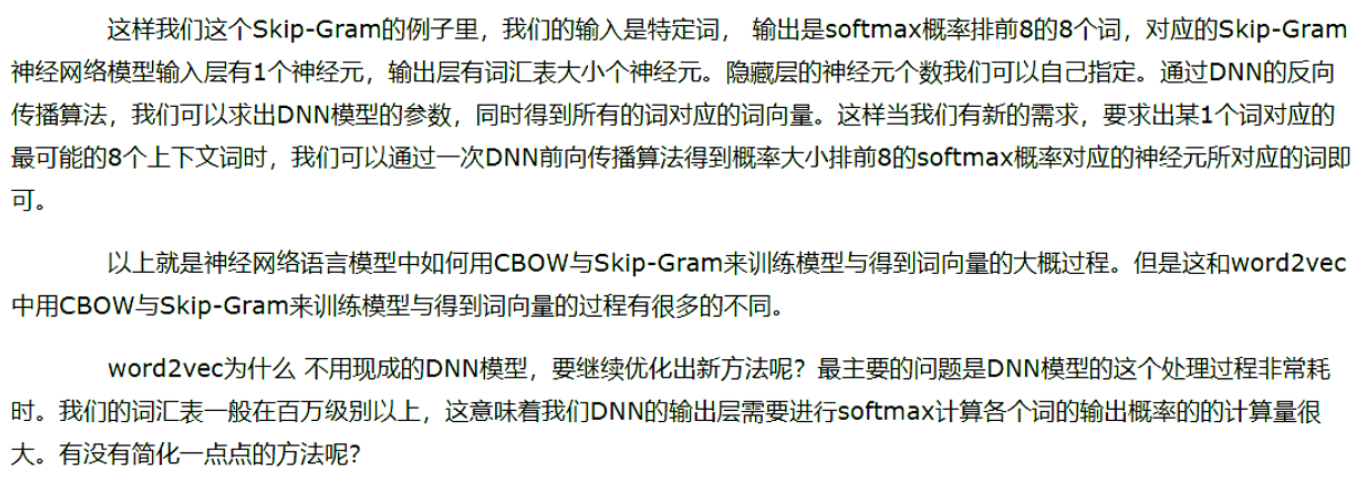 这样我们这个Skip-Gram的例子里，我们的输入是特定词， 输出是softmax概率排前8的8个词，对应的Skip-Gram
神经网络模型输入层有1个神经元，输出层有词汇表大小个神经元。隐藏层的神经元个数我们可以自己指定。通过DNN的反向
传播算法，我们可以求出DNN模型的参数，同时得到所有的词对应的词向量。这样当我们有新的需求，要求出某1个词对应的
最可能的8个上下文词时，我们可以通过一次DNN前向传播算法得到概率大小排前8的softmax概率对应的神经元所对应的词即
可。
以上就是神经网络语言模型中如何用CBOW与Skip-Gram来训练模型与得到词向量的大概过程。但是这和word2vec
中用CBOW与Skip-Gram来训练模型与得到词向量的过程有很多的不同。
word2vec为什么 不用现成的DNN模型，要继续优化出新方法呢？最主要的问题是DNN模型的这个处理过程非常耗
时。我们的词汇表一般在百万级别以上，这意味着我们DNN的输出层需要进行softmax计算各个词的输出概率的的计算量很
大。有没有简化一点点的方法呢？